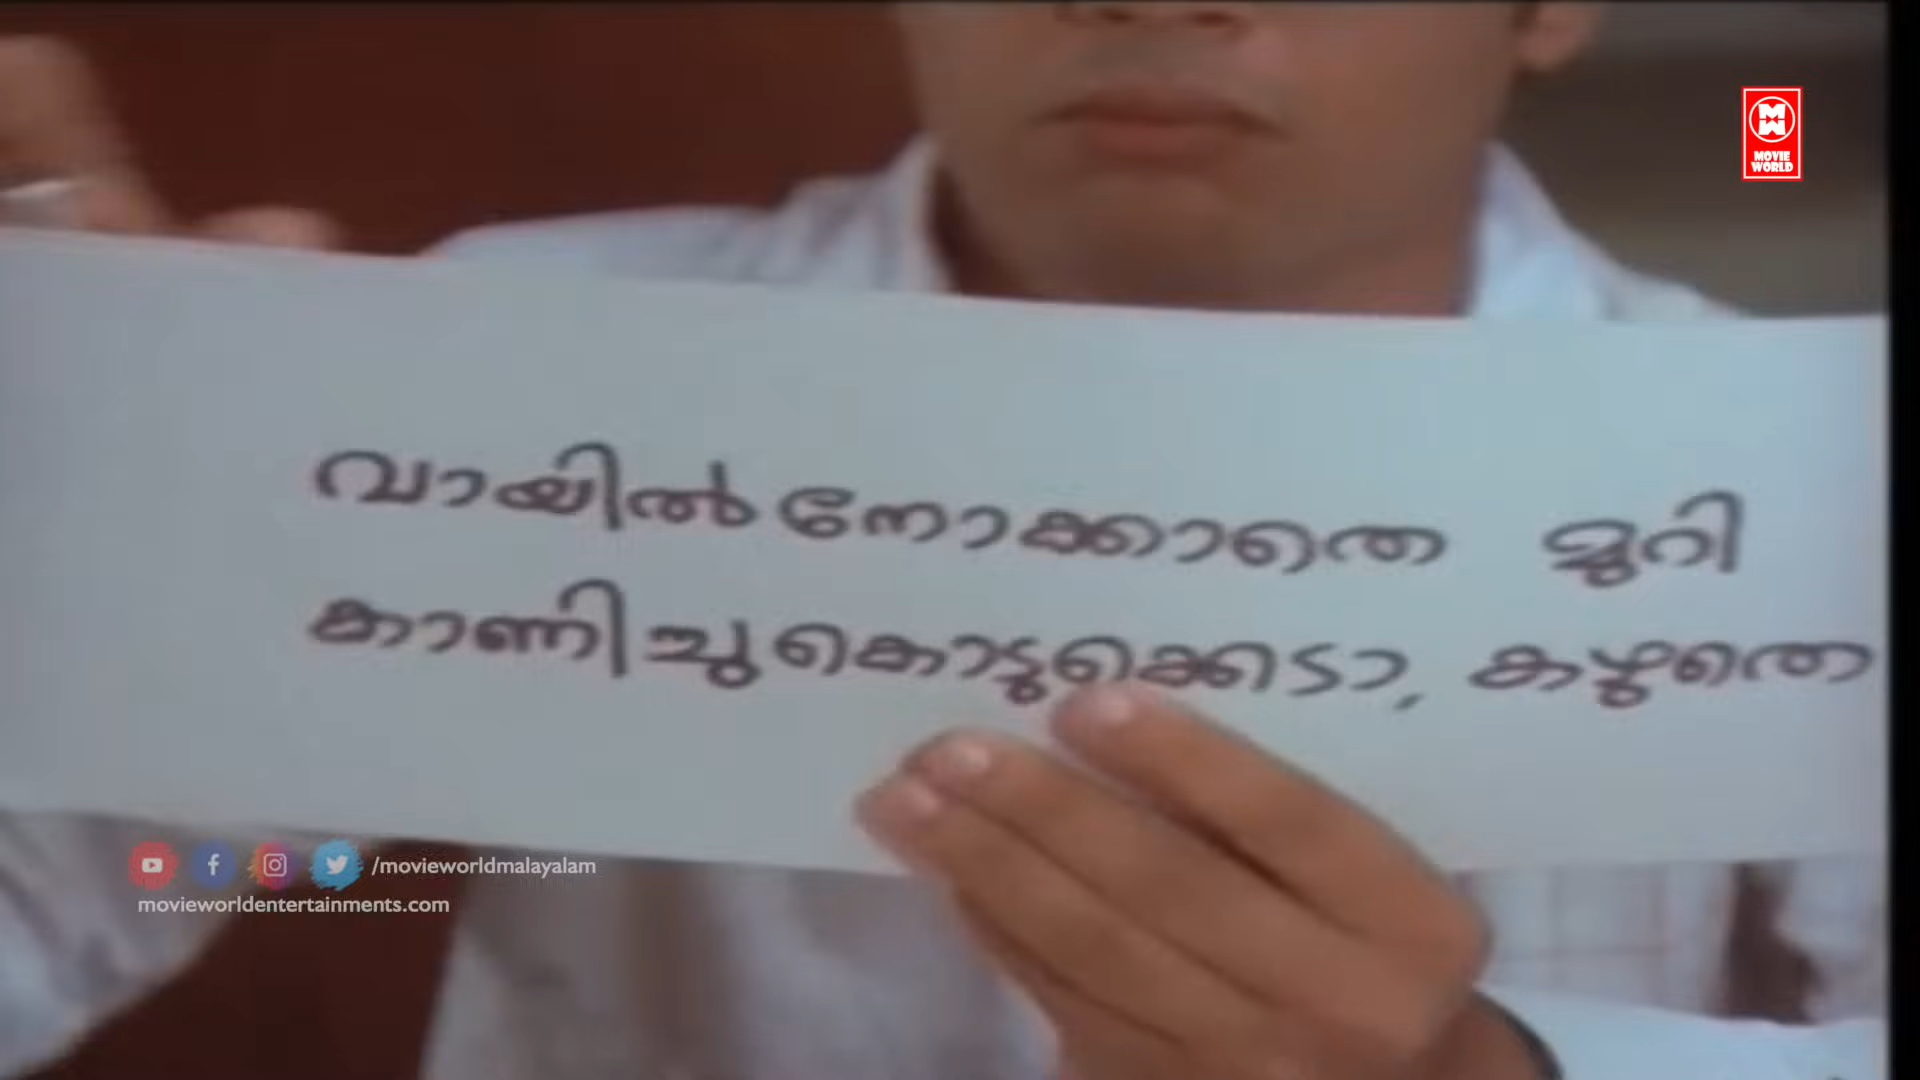 MOVIE
WORLD
വായിൽനോക്കാതെ മുറി
കാണിച്ചുകൊടുക്കെടാ, കഴുതെ
/movieworldmalayalam
movieworldentertainments.com